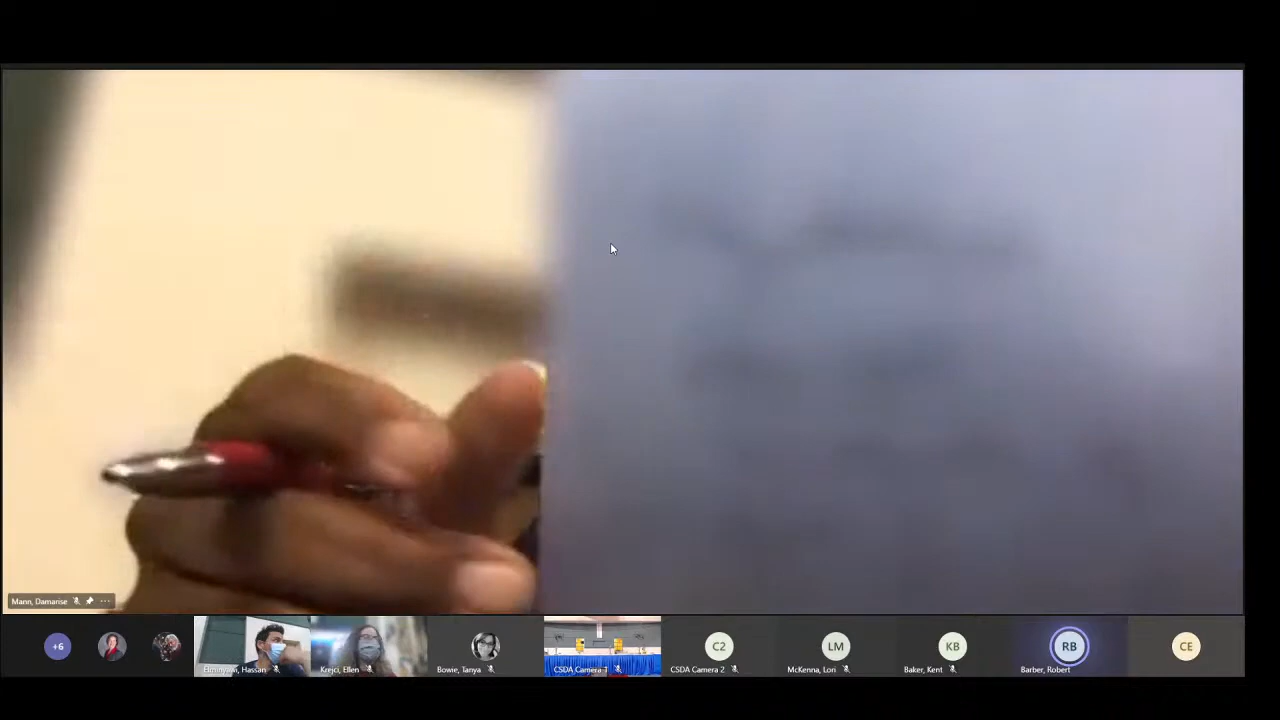 Mann, Damarise
+6
Krejci, Ellen
Bowie, Tanya
CSDA Camera 1
C2
CSDA Camera 2
LM
McKenna, Lori
KB
Baker, Kent
RB
Barber, Robert
CE